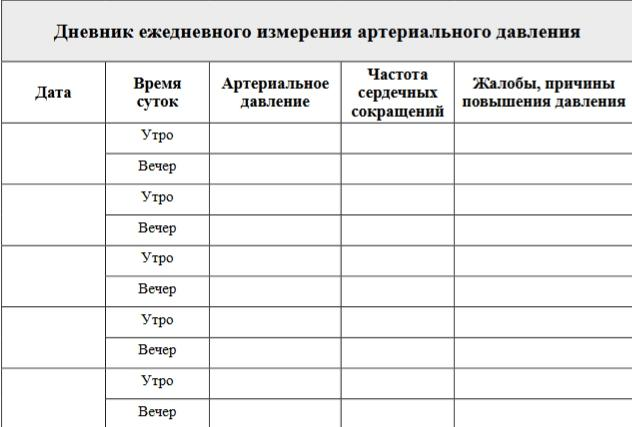 Дневник ежедневного измерения артериального давления
Дата
Время
суток
Артериальное
давление
Частота
сердечных
сокращений
Жалобы, причины
повышения давления
Утро
Вечер
Утро
Вечер
Утро
Вечер
Утро
Вечер
Утро
Вечер